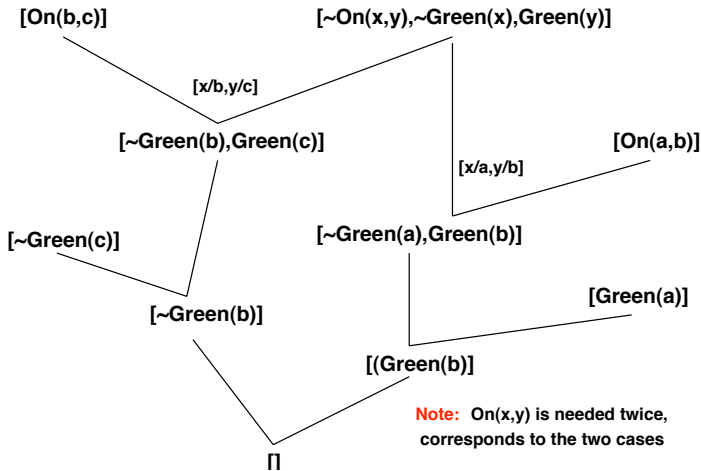 [On(b,c)]
[~On(x,y),~Green(x),Green(y)]
[x/b,y/c]
[~Green(b),Green(c)]
[On(a,b)]
[x/a,y/b]
[~Green(c)]
[~Green(a),Green(b)]
[~Green(b)]
[Green(a)]
[(Green(b)]
Note: On(x,y) is needed twice,
corresponds to the two cases
[]